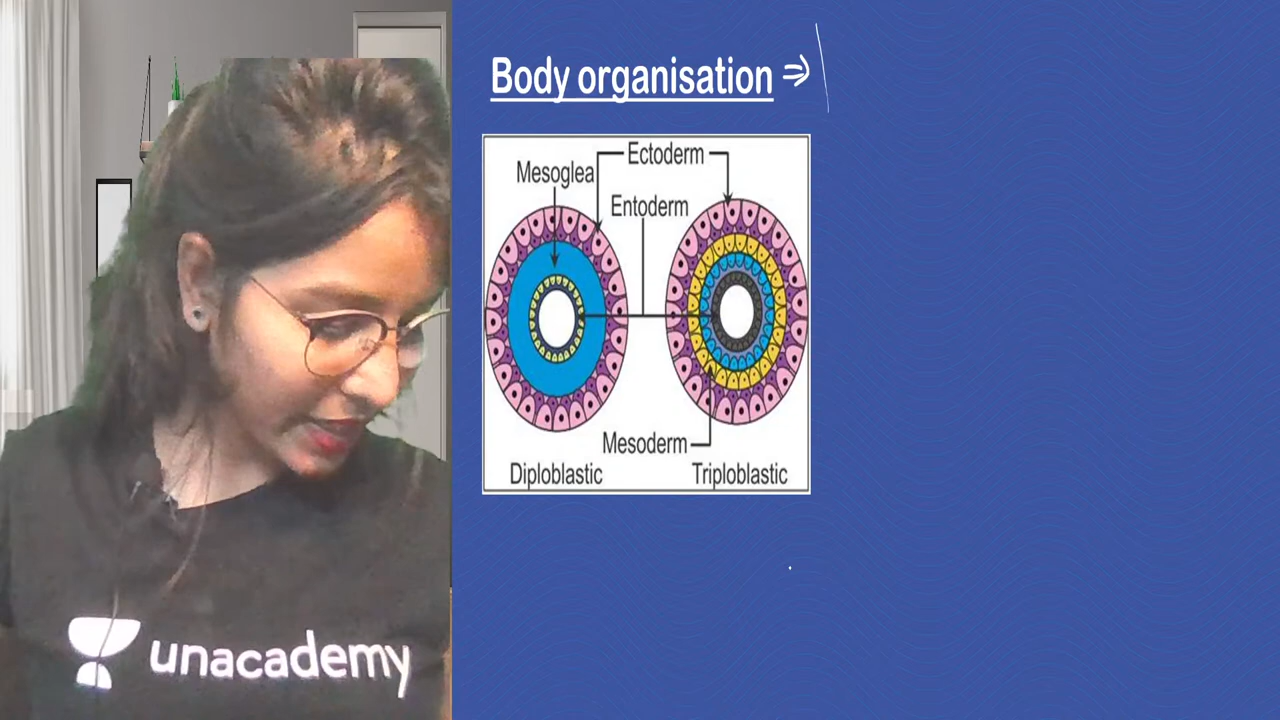 Body organisation ⇒
Ectoderm
Mesoglea
Entoderm
Mesoderm
Diploblastic
Triploblastic
unacademy